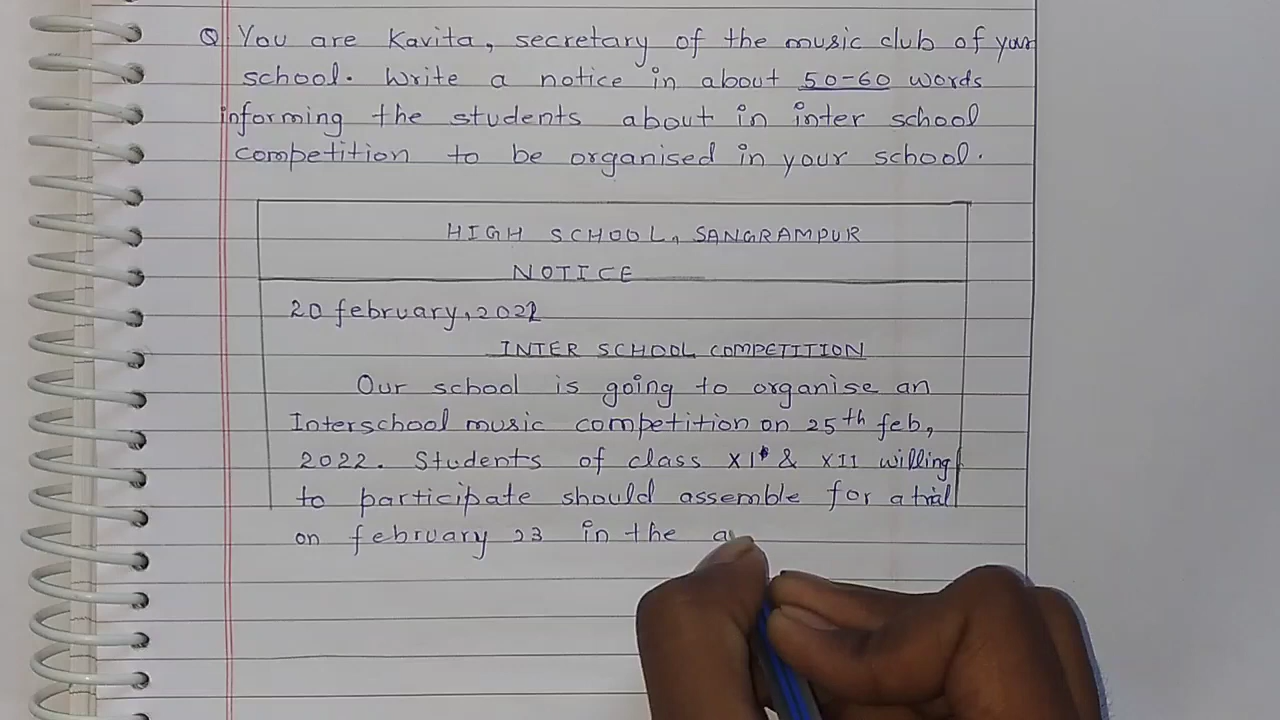 Q You are Kavita, secretary of the music club of your
school. Write a notice in about 50-60 words
informing the students about in inter school
competition to be organised in your school.
HIGH SCHOOL, SANGRAMPUR
NOTICE
20 february, 2022
INTER SCHOOL COMPETITION
Our school is going to organise an
Interschool music competition on 25th feb,
2022. Students of class XI & XII willing
to participate should assemble for a trial
on february 23 in the